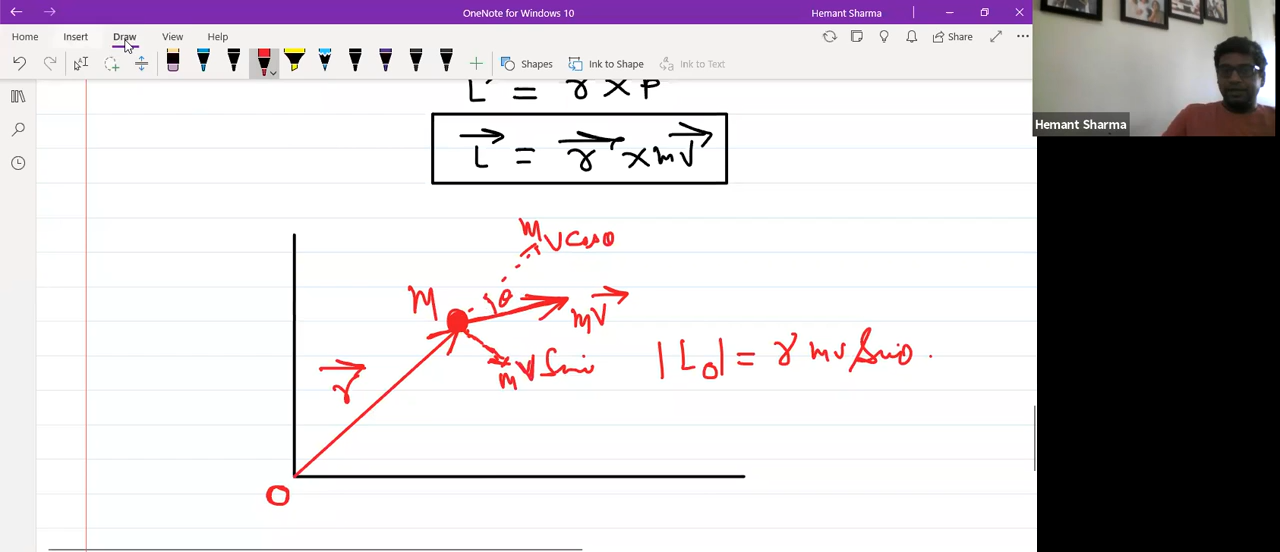 OneNote for Windows 10
Hemant Sharma
Home Insert Draw View Help
Share
Shapes Ink to Shape Ink to Text
Hemant Sharma
L = r × p
L = r × mv
mv cosθ
m
θ
mv
mv sin
r
|L₀| = r mv sinθ.
O